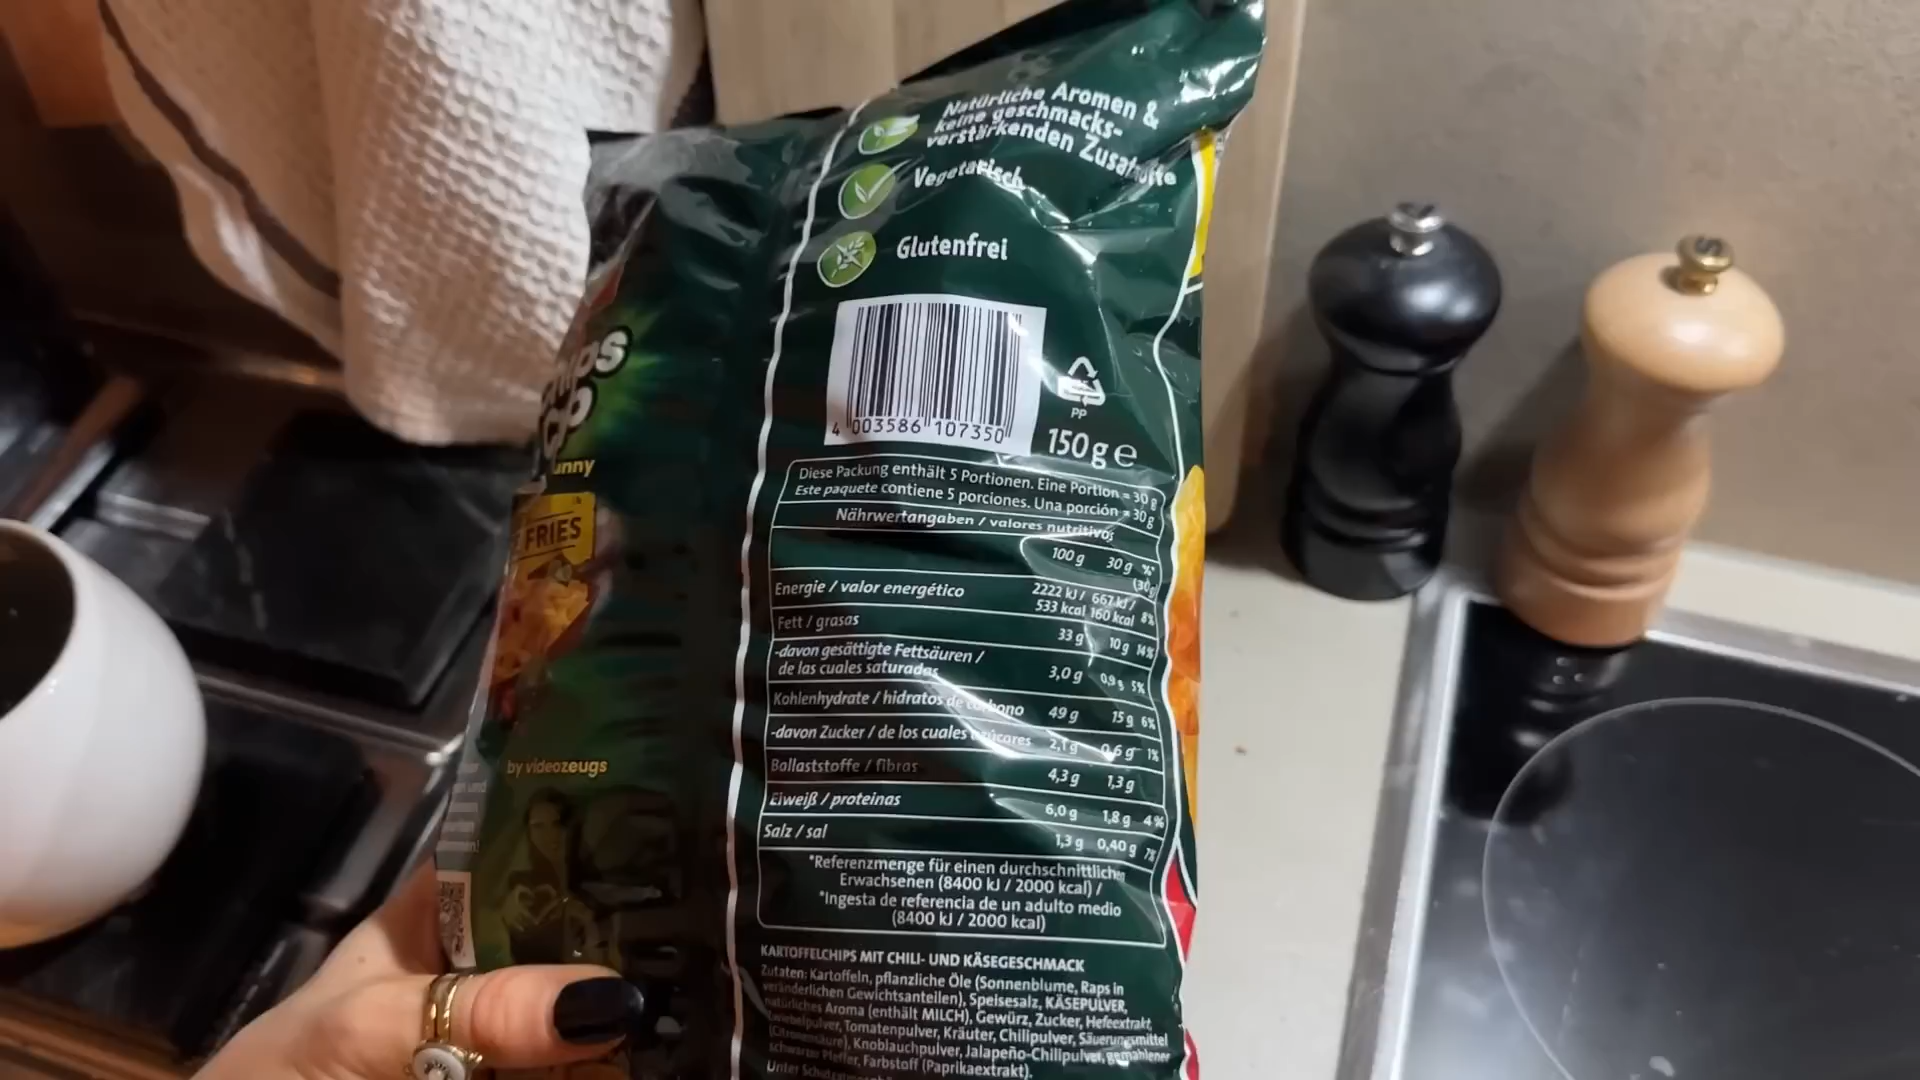 Natürliche Aromen &
keine geschmacks-
verstärkenden Zusatzstoffe
Vegetarisch
Glutenfrei
4 003586 107350
PP
150 g e
Diese Packung enthält 5 Portionen. Eine Portion = 30 g
Este paquete contiene 5 porciones. Una porción = 30 g
Nährwertangaben / valores nutritivos
100 g 30 g %*
(30g)
Energie / valor energético 2222 kJ / 667 kJ / 8%
533 kcal 160 kcal
Fett / grasas 33 g 10 g 14%
-davon gesättigte Fettsäuren /
de las cuales saturadas 3,0 g 0,9 g 5%
Kohlenhydrate / hidratos de carbono 49 g 15 g 6%
-davon Zucker / de los cuales azúcares 2,1 g 0,6 g 1%
Ballaststoffe / fibras 4,3 g 1,3 g
Eiweiß / proteinas 6,0 g 1,8 g 4%
Salz / sal 1,3 g 0,40 g 7%
*Referenzmenge für einen durchschnittlichen
Erwachsenen (8400 kJ / 2000 kcal) /
*Ingesta de referencia de un adulto medio
(8400 kJ / 2000 kcal)
KARTOFFELCHIPS MIT CHILI- UND KÄSEGESCHMACK
Zutaten: Kartoffeln, pflanzliche Öle (Sonnenblume, Raps in
veränderlichen Gewichtsanteilen), Speisesalz, KÄSEPULVER,
natürliches Aroma (enthält MILCH), Gewürz, Zucker, Hefeextrakt,
Zwiebelpulver, Tomatenpulver, Kräuter, Chilipulver, Säuerungsmittel
(Citronensäure), Knoblauchpulver, Jalapeño-Chilipulver, gemahlener
schwarzer Pfeffer, Farbstoff (Paprikaextrakt).
Unter
FRIES
by videozeugs